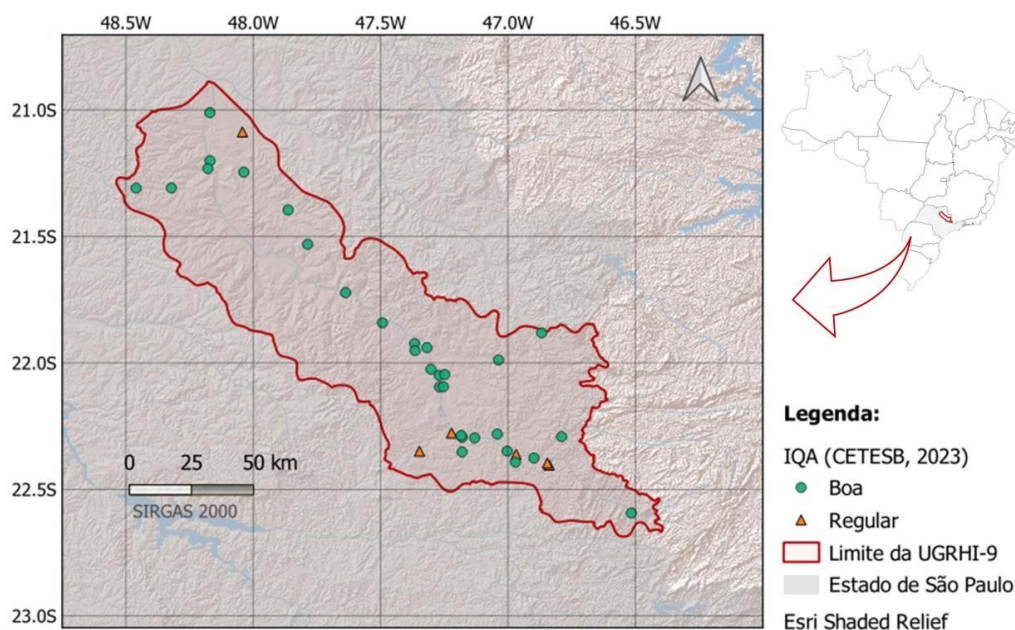 48.5W 48.0W 47.5W 47.0W 46.5W
21.0S
21.5S
22.0S
22.5S
23.0S
0 25 50 km
SIRGAS 2000
Legenda:
IQA (CETESB, 2023)
Boa
Regular
Limite da UGRHI-9
Estado de São Paulo
Esri Shaded Relief